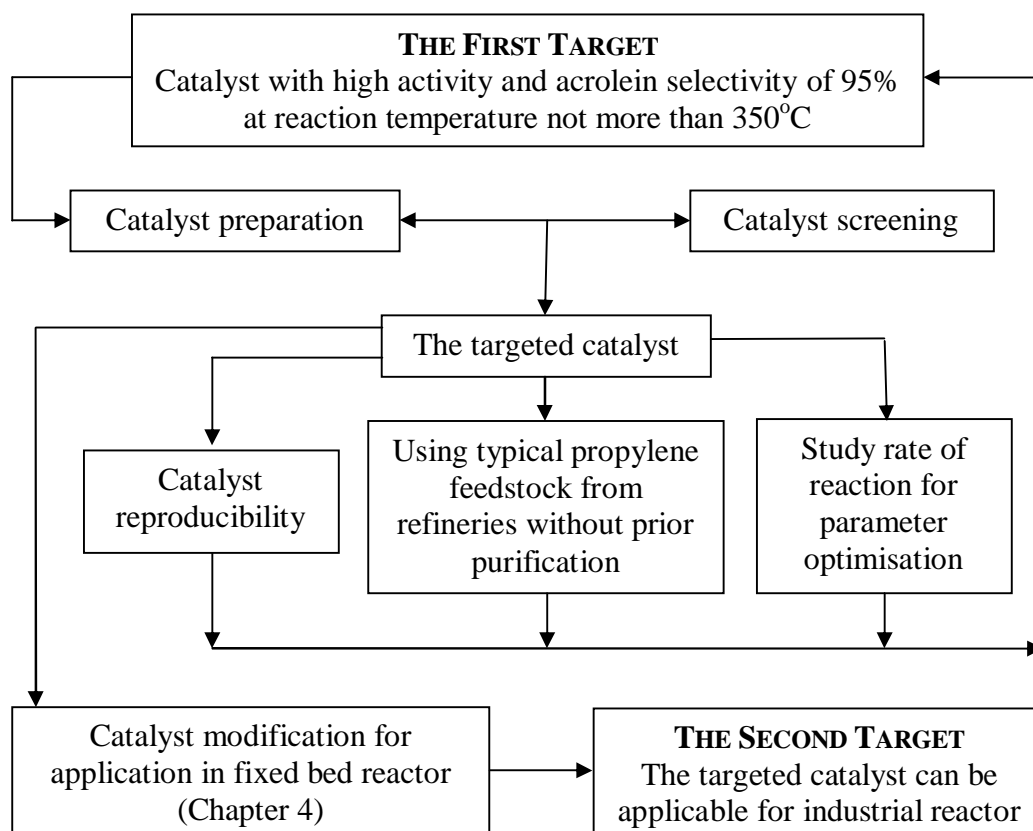 THE FIRST TARGET
Catalyst with high activity and acrolein selectivity of 95%
at reaction temperature not more than 350°C
Catalyst preparation
Catalyst screening
The targeted catalyst
Catalyst
reproducibility
Using typical propylene
feedstock from
refineries without prior
purification
Study rate of
reaction for
parameter
optimisation
Catalyst modification for
application in fixed bed reactor
(Chapter 4)
THE SECOND TARGET
The targeted catalyst can be
applicable for industrial reactor